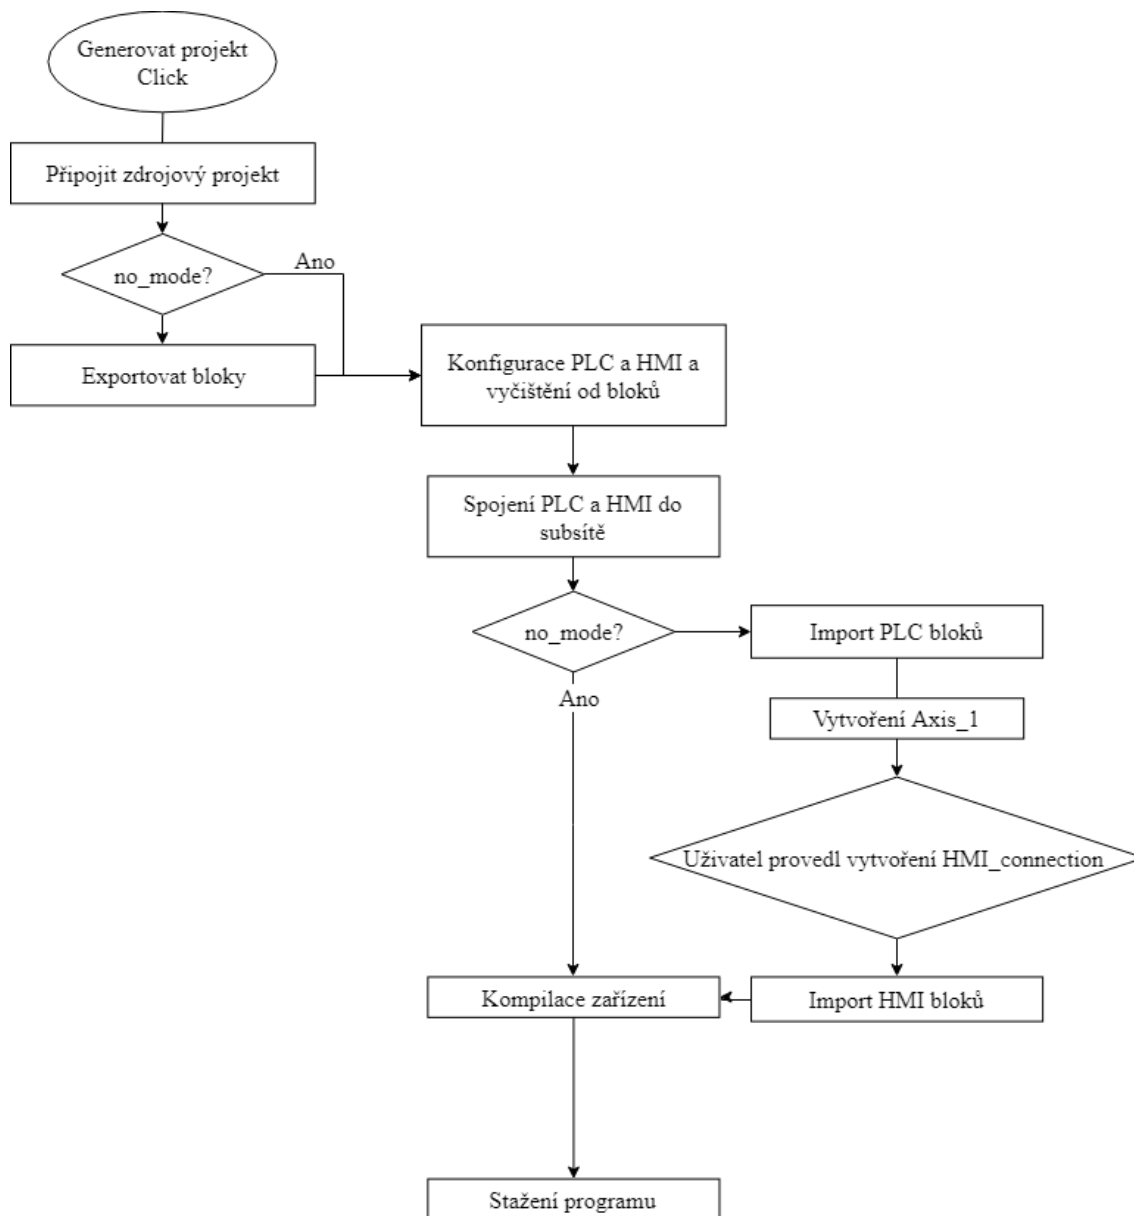 Generovat projekt
Click
Připojit zdrojový projekt
no_mode?
Ano
Exportovat bloky
Konfigurace PLC a HMI a
vyčištění od bloků
Spojení PLC a HMI do
subsítě
no_mode?
Import PLC bloků
Ano
Vytvoření Axis_1
Uživatel provedl vytvoření HMI_connection
Kompilace zařízení
Import HMI bloků
Stažení programu